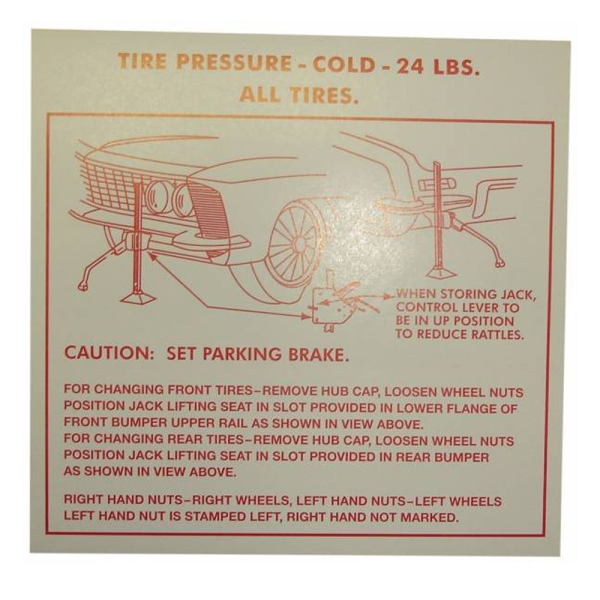 TIRE PRESSURE - COLD - 24 LBS.
ALL TIRES.
WHEN STORING JACK,
CONTROL LEVER TO
BE IN UP POSITION
TO REDUCE RATTLES.
CAUTION: SET PARKING BRAKE.
FOR CHANGING FRONT TIRES-REMOVE HUB CAP, LOOSEN WHEEL NUTS
POSITION JACK LIFTING SEAT IN SLOT PROVIDED IN LOWER FLANGE OF
FRONT BUMPER UPPER RAIL AS SHOWN IN VIEW ABOVE.
FOR CHANGING REAR TIRES-REMOVE HUB CAP, LOOSEN WHEEL NUTS
POSITION JACK LIFTING SEAT IN SLOT PROVIDED IN REAR BUMPER
AS SHOWN IN VIEW ABOVE.
RIGHT HAND NUTS-RIGHT WHEELS, LEFT HAND NUTS-LEFT WHEELS
LEFT HAND NUT IS STAMPED LEFT, RIGHT HAND NOT MARKED.